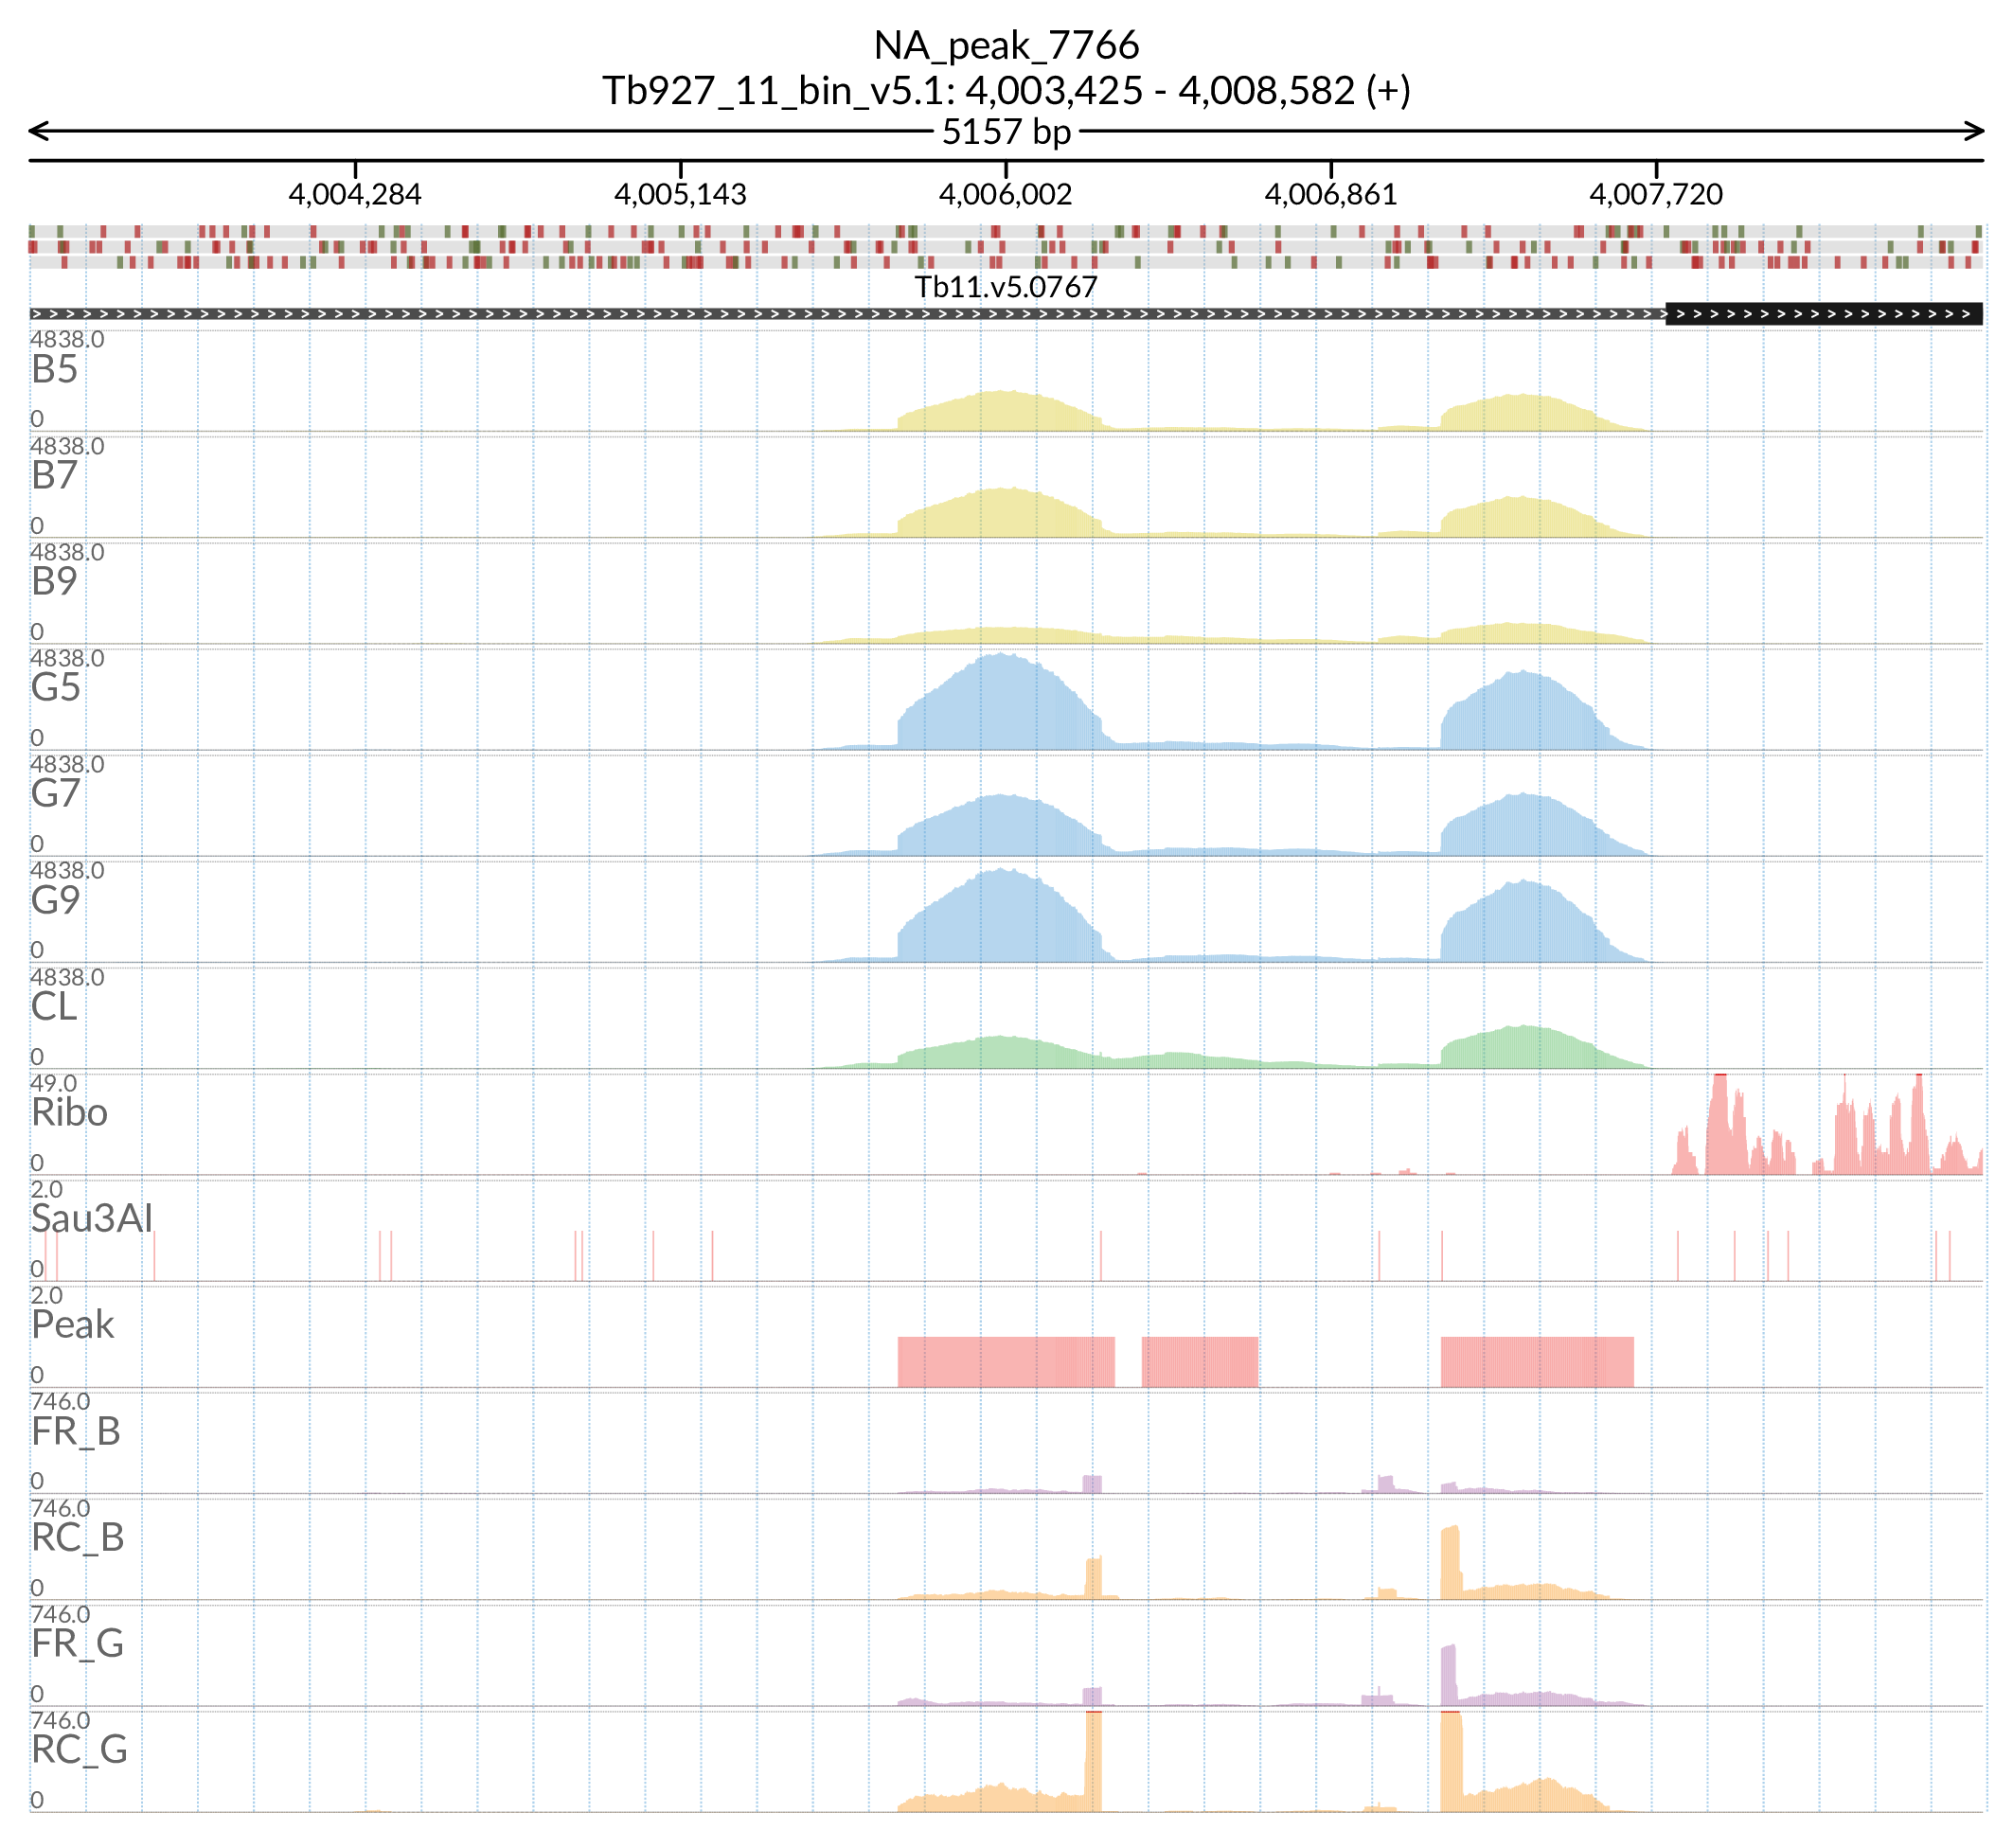 NA_peak_7766
Tb927_11_bin_v5.1: 4,003,425 - 4,008,582 (+)
5157 bp
4,004,284 4,005,143 4,006,002 4,008,861 4,007,720
Tb11.v5.0767
4838.0
B5
0
4838.0
B7
0
4838.0
B9
0
4838.0
G5
0
4838.0
G7
0
4838.0
G9
0
4838.0
CL
0
49.0
Ribo
0
2.0
Sau3AI
0
2.0
Peak
0
746.0
FR_B
0
746.0
RC_B
0
746.0
FR_G
0
746.0
RC_G
0